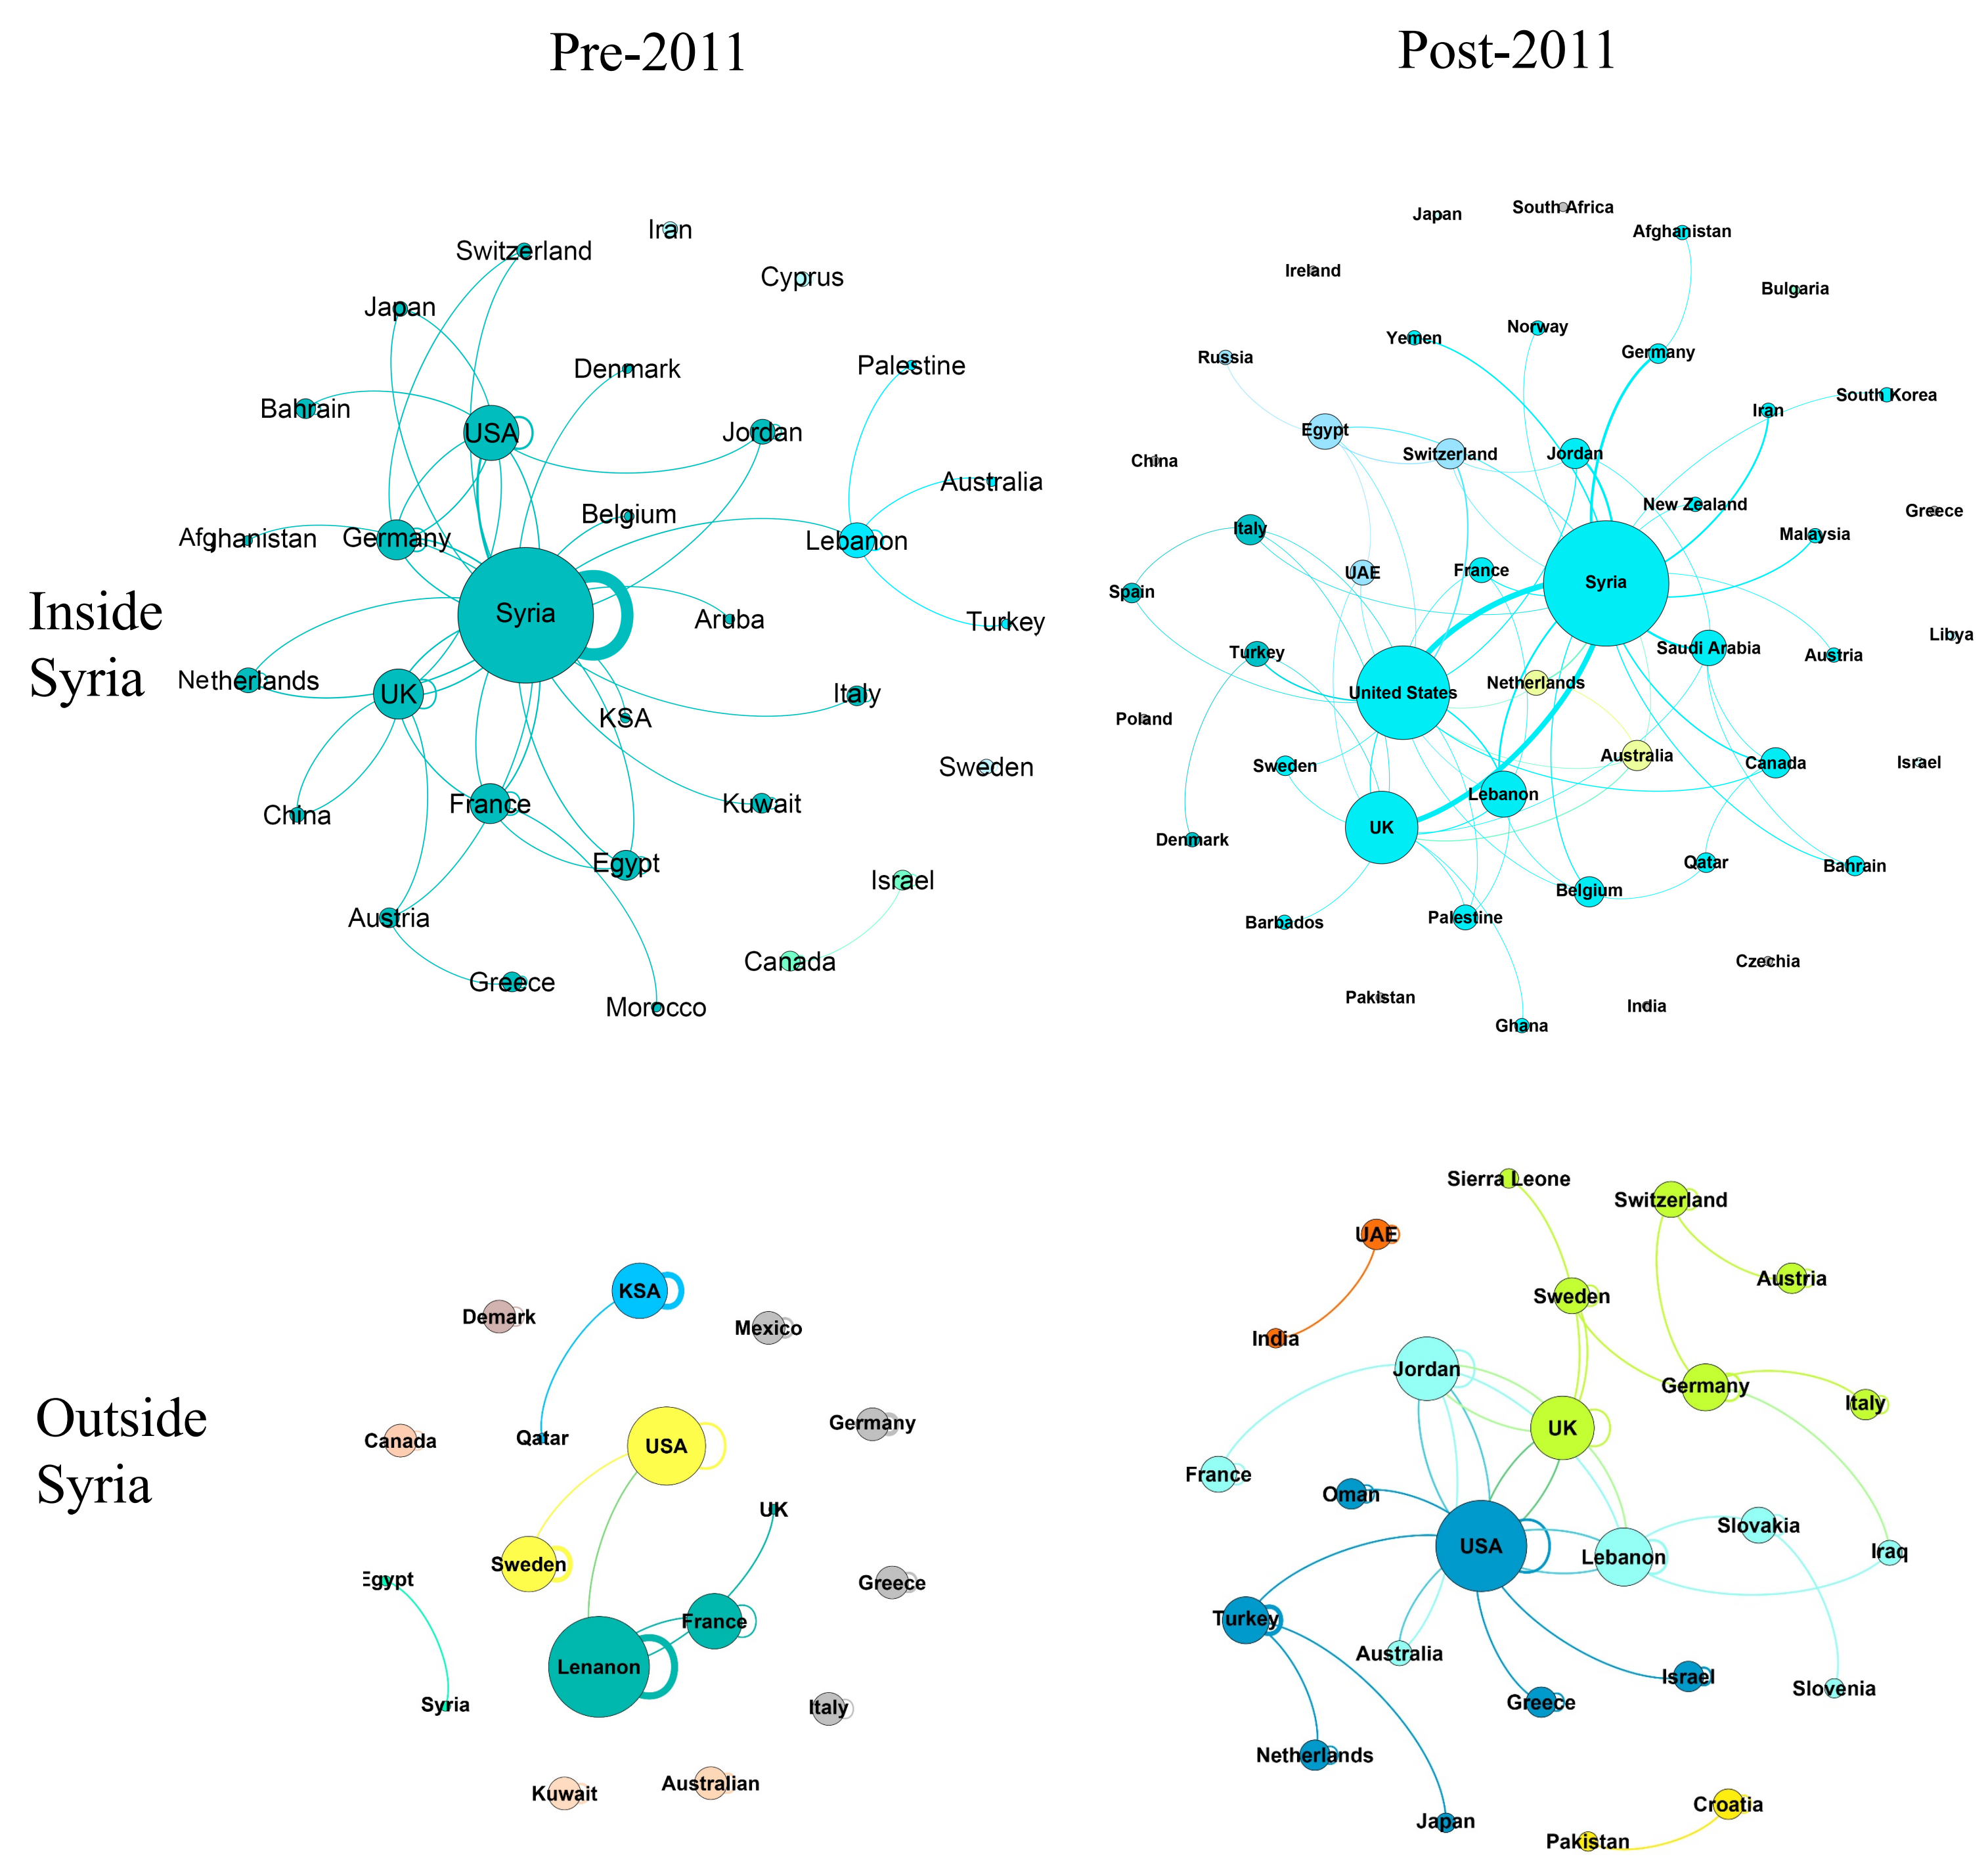 Pre-2011
Post-2011
Inside
Syria
Iran
Switzerland
Cyprus
Japan
Denmark
Palestine
Bahrain
USA
Jordan
Australia
Belgium
Afghanistan
Germany
Lebanon
Syria
Aruba
Turkey
Netherlands
UK
Italy
KSA
Sweden
France
Kuwait
China
Egypt
Israel
Austria
Canada
Greece
Morocco
South Africa
Japan
Afghanistan
Ireland
Bulgaria
Norway
Yemen
Germany
Russia
South Korea
Iran
Egypt
Switzerland
Jordan
China
New Zealand
Greece
Italy
Malaysia
UAE
France
Syria
Spain
Libya
Turkey
Saudi Arabia
Austria
Netherlands
United States
Poland
Australia
Sweden
Canada
Israel
Lebanon
UK
Denmark
Qatar
Bahrain
Belgium
Barbados
Palestine
Czechia
Pakistan
India
Ghana
Outside
Syria
KSA
Demark
Mexico
Germany
Canada
Qatar
USA
UK
Sweden
Egypt
Greece
France
Lenanon
Syria
Italy
Australian
Kuwait
Sierra Leone
Switzerland
UAE
Austria
Sweden
India
Jordan
Germany
Italy
UK
France
Oman
Slovakia
USA
Lebanon
Iraq
Turkey
Australia
Israel
Slovenia
Greece
Netherlands
Croatia
Japan
Pakistan